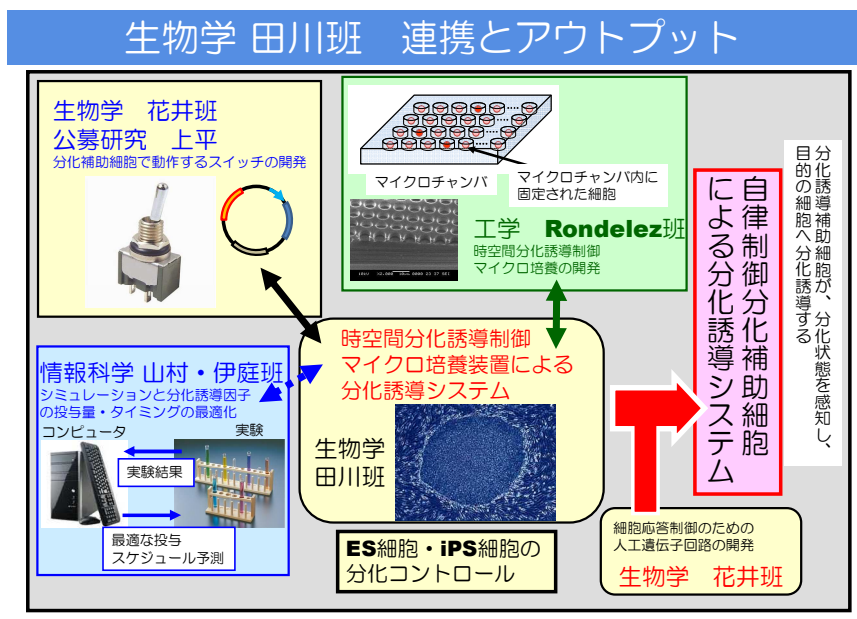 生物学 田川班　連携とアウトプット
生物学　花井班
公募研究　上平
分化補助細胞で動作するスイッチの開発
マイクロチャンバ
マイクロチャンバ内に
固定された細胞
工学　Rondelez班
時空間分化誘導制御
マイクロ培養の開発
時空間分化誘導制御
マイクロ培養装置による
分化誘導システム
生物学
田川班
情報科学 山村・伊庭班
シミュレーションと分化誘導因子
の投与量・タイミングの最適化
コンピュータ
実験
実験結果
最適な投与
スケジュール予測
ES細胞・iPS細胞の
分化コントロール
自律制御分化補助細胞
による分化誘導システム
分化誘導補助細胞が、分化状態を感知し、
目的の細胞へ分化誘導する
細胞応答制御のための
人工遺伝子回路の開発
生物学　花井班